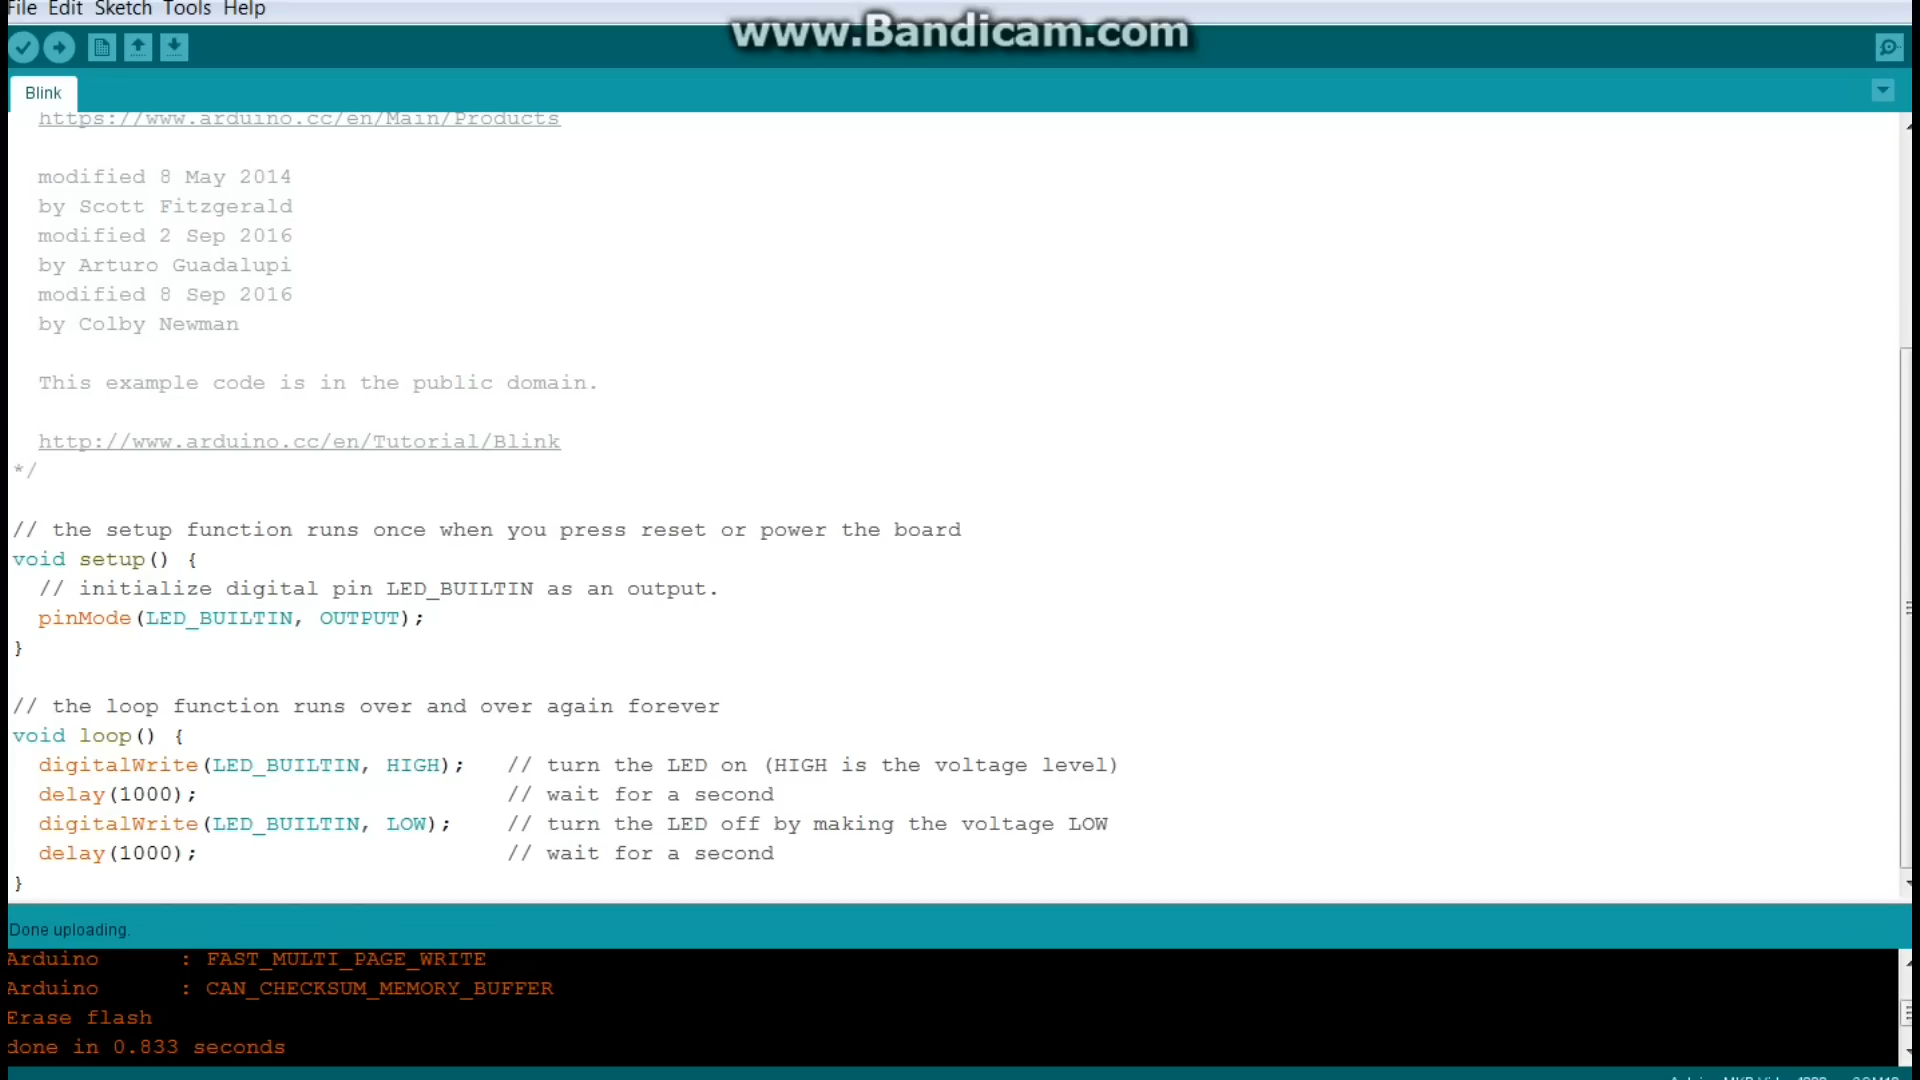 File Edit Sketch Tools Help
www.Bandicam.com
Blink
https://www.arduino.cc/en/Main/Products
modified 8 May 2014
by Scott Fitzgerald
modified 2 Sep 2016
by Arturo Guadalupi
modified 8 Sep 2016
by Colby Newman
This example code is in the public domain.
http://www.arduino.cc/en/Tutorial/Blink
*/
// the setup function runs once when you press reset or power the board
void setup() {
// initialize digital pin LED_BUILTIN as an output.
pinMode(LED_BUILTIN, OUTPUT);
}
// the loop function runs over and over again forever
void loop() {
digitalWrite(LED_BUILTIN, HIGH);   // turn the LED on (HIGH is the voltage level)
delay(1000);                       // wait for a second
digitalWrite(LED_BUILTIN, LOW);    // turn the LED off by making the voltage LOW
delay(1000);                       // wait for a second
}
Done uploading.
Arduino      : FAST_MULTI_PAGE_WRITE
Arduino      : CAN_CHECKSUM_MEMORY_BUFFER
Erase flash
done in 0.833 seconds